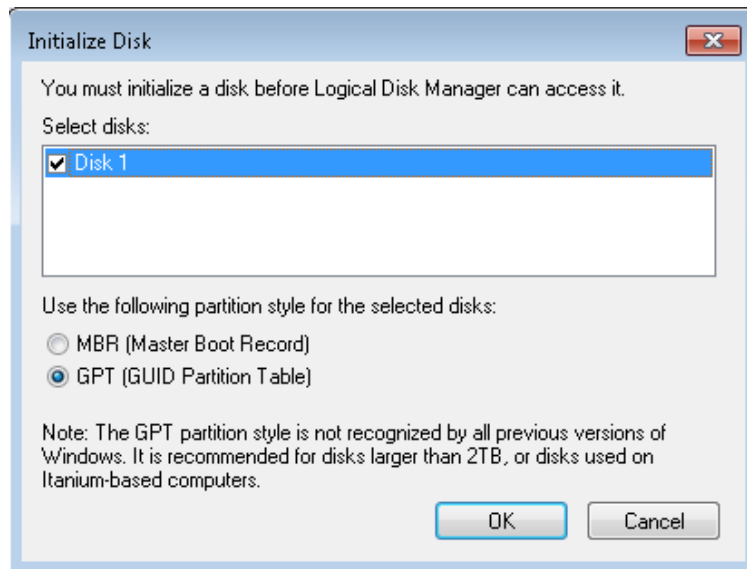 Initialize Disk
You must initialize a disk before Logical Disk Manager can access it.
Select disks:
Disk 1
Use the following partition style for the selected disks:
MBR (Master Boot Record)
GPT (GUID Partition Table)
Note: The GPT partition style is not recognized by all previous versions of
Windows. It is recommended for disks larger than 2TB, or disks used on
Itanium-based computers.
OK Cancel